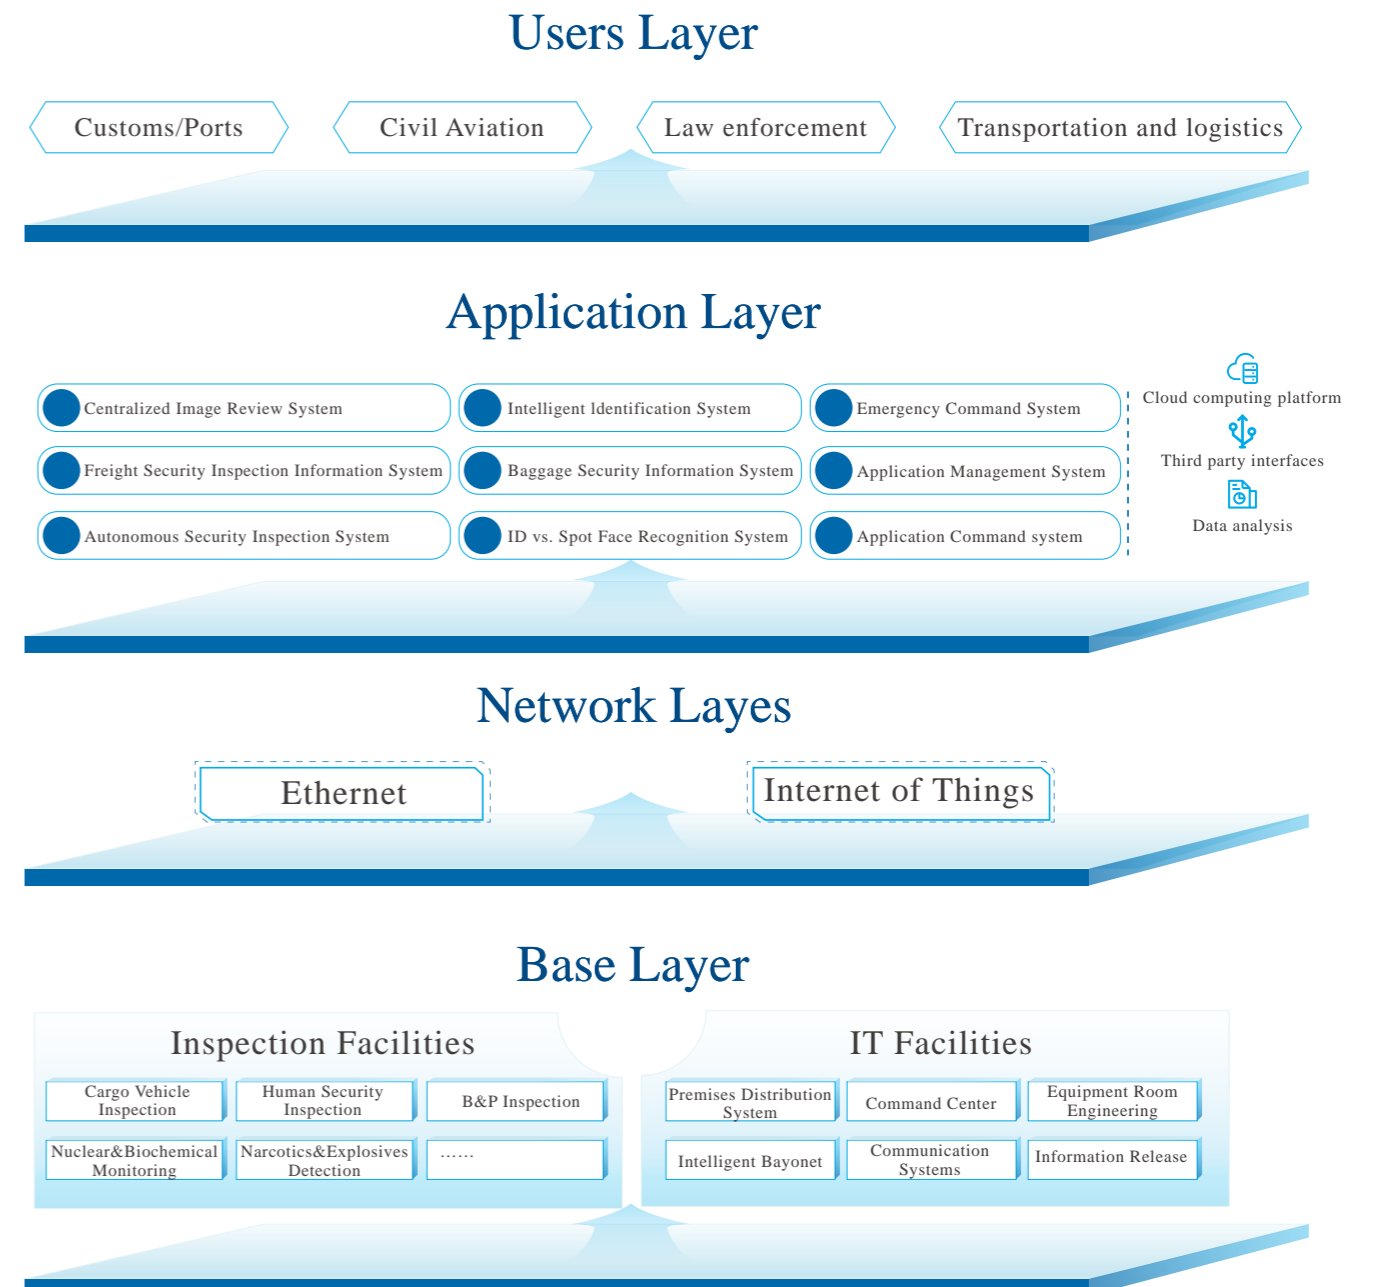 Users Layer
Customs/Ports
Civil Aviation
Law enforcement
Transportation and logistics
Application Layer
Centralized Image Review System
Intelligent ldentification System
Emergency Command System
Freight Security Inspection Information System
Baggage Security Information System
Application Management System
Autonomous Security Inspection System
ID vs. Spot Face Recognition System
Application Command system
Cloud computing platform
Third party interfaces
Data analysis
Network Layes
Ethernet
Internet of Things
Base Layer
Inspection Facilities
Cargo Vehicle
Inspection
Human Security
Inspection
B&P Inspection
Nuclear&Biochemical
Monitoring
Narcotics&Explosives
Detection
……
IT Facilities
Premises Distribution
System
Command Center
Equipment Room
Engineering
Intelligent Bayonet
Communication
Systems
Information Release